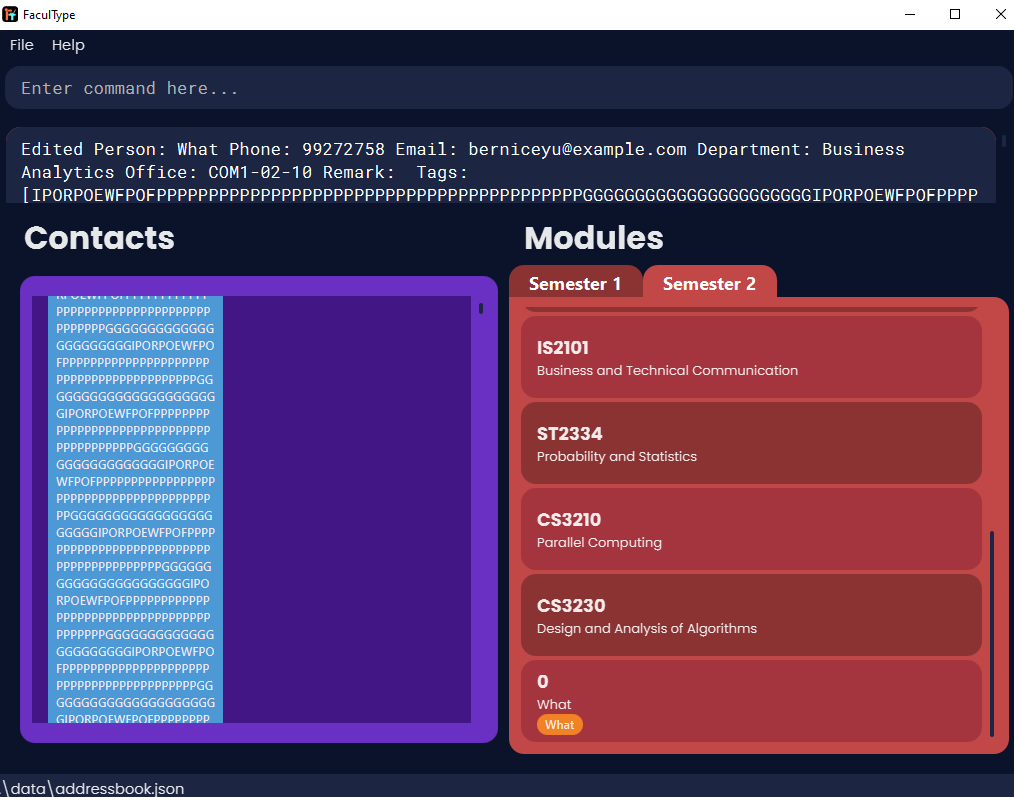 FaculType
File Help
Enter command here...
Edited Person: What Phone: 99272758 Email: berniceyu@example.com Department: Business
Analytics Office: COM1-02-10 Remark:  Tags:
[IPORPOEWFPOFPPPPPPPPPPPPPPPPPPPPPPPPPPPPPPPPPPPPPPPPPGGGGGGGGGGGGGGGGGGGGGGIPORPOEWFPOFPPPP
Contacts
RPOEWFPOFPPPPPPPPPPPP
PPPPPPPPPPPPPPPPPPPPPP
PPPPPPPGGGGGGGGGGGGG
GGGGGGGGGIPORPOEWFPO
FPPPPPPPPPPPPPPPPPPPPP
PPPPPPPPPPPPPPPPPPPPGG
GGGGGGGGGGGGGGGGGGG
GIPORPOEWFPOFPPPPPPPP
PPPPPPPPPPPPPPPPPPPPPP
PPPPPPPPPPPGGGGGGGGG
GGGGGGGGGGGGGIPORPOE
WFPOFPPPPPPPPPPPPPPPPP
PPPPPPPPPPPPPPPPPPPPPP
PPGGGGGGGGGGGGGGGGG
GGGGGIPORPOEWFPOFPPPP
PPPPPPPPPPPPPPPPPPPPPP
PPPPPPPPPPPPPPPGGGGGG
GGGGGGGGGGGGGGGGIPO
RPOEWFPOFPPPPPPPPPPPP
PPPPPPPPPPPPPPPPPPPPPP
PPPPPPPGGGGGGGGGGGGG
GGGGGGGGGIPORPOEWFPO
FPPPPPPPPPPPPPPPPPPPPP
PPPPPPPPPPPPPPPPPPPPGG
GGGGGGGGGGGGGGGGGGG
GIPORPOEWFPOFPPPPPPPP
Modules
Semester 1 Semester 2
IS2101
Business and Technical Communication
ST2334
Probability and Statistics
CS3210
Parallel Computing
CS3230
Design and Analysis of Algorithms
0
What
What
\data\addressbook.json